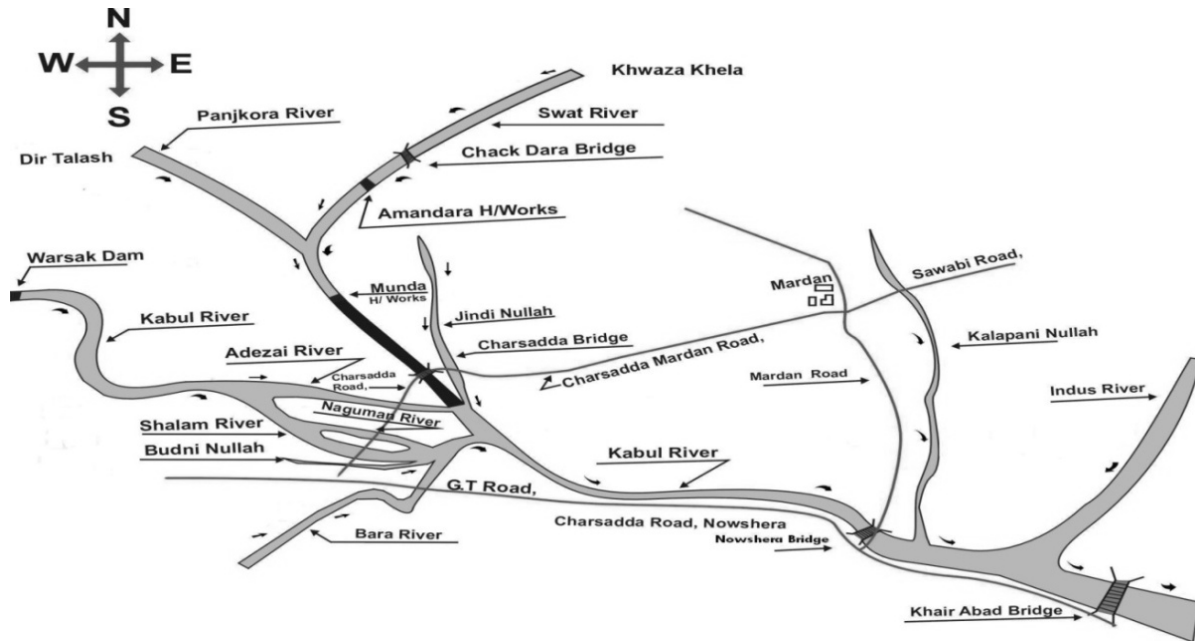 N
W E
S
Khwaza Khela
Panjkora River
Swat River
Dir Talash
Chack Dara Bridge
Amandara H/Works
Warsak Dam
Sawabi Road,
Mardan
Munda
H/ Works
Kabul River
Jindi Nullah
Kalapani Nullah
Adezai River
Charsadda Bridge
Charsadda Mardan Road,
Charsadda
Road,
Mardan Road
Indus River
Naguman River
Shalam River
Budni Nullah
Kabul River
G.T Road,
Charsadda Road, Nowshera
Bara River
Nowshera Bridge
Khair Abad Bridge